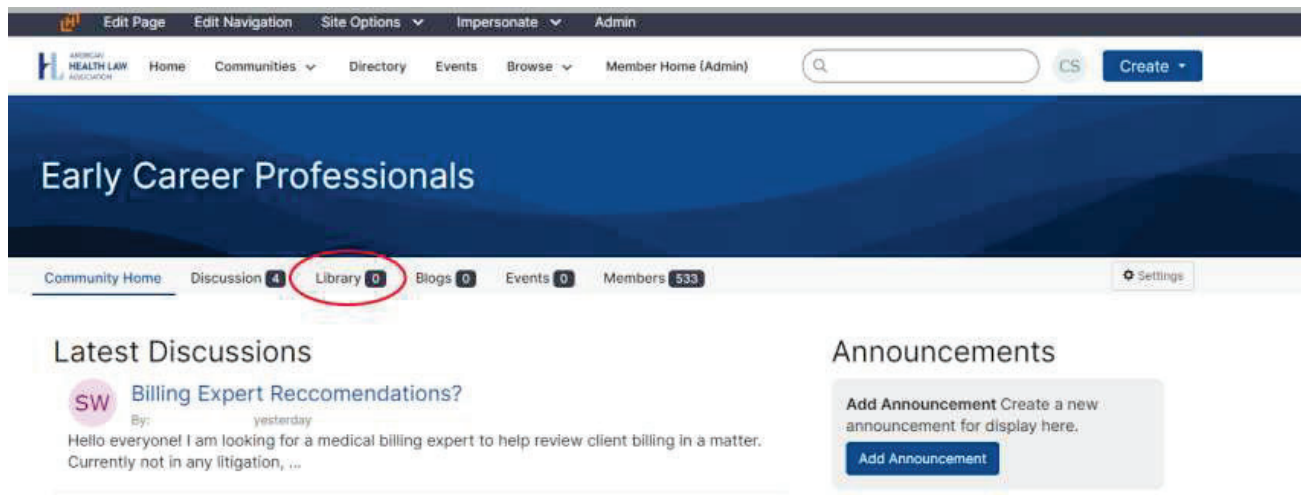 Edit Page Edit Navigation Site Options Impersonate Admin
AMERICAN
HEALTH LAW
ASSOCIATION
Home Communities Directory Events Browse Member Home (Admin) CS Create
Early Career Professionals
Community Home Discussion 4 Library 0 Blogs 0 Events 0 Members 533 Settings
Latest Discussions
SW Billing Expert Reccomendations?
By: yesterday
Hello everyone! I am looking for a medical billing expert to help review client billing in a matter.
Currently not in any litigation, ...
Announcements
Add Announcement Create a new
announcement for display here.
Add Announcement